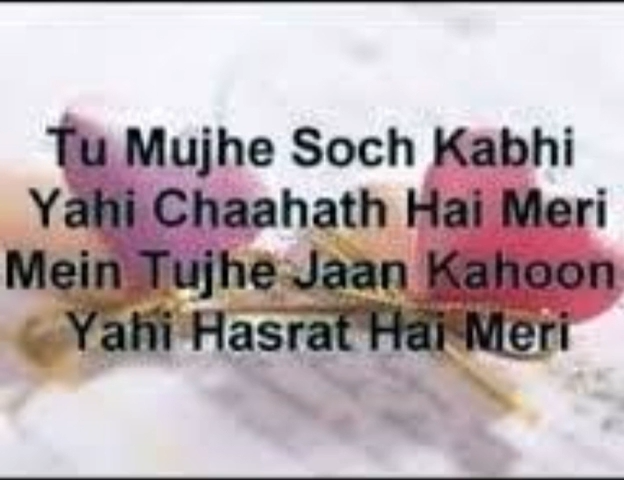 Tu Mujhe Soch Kabhi
Yahi Chaahath Hai Meri
Mein Tujhe Jaan Kahoon
Yahi Hasrat Hai Meri